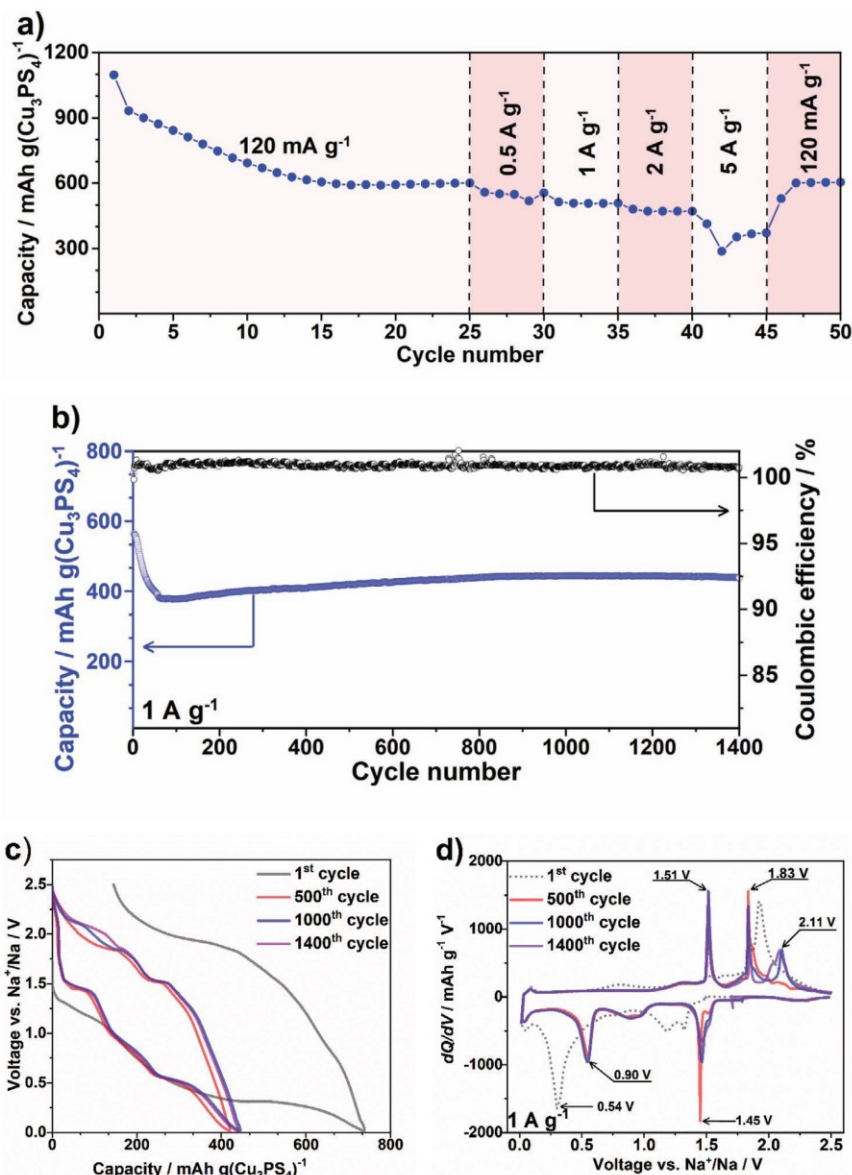 a)
1200
900
600
300
Capacity / mAh g(Cu₃PS₄)⁻¹
120 mA g⁻¹
0.5 A g⁻¹
1 A g⁻¹
2 A g⁻¹
5 A g⁻¹
120 mA g⁻¹
0 5 10 15 20 25 30 35 40 45 50
Cycle number
b)
800
600
400
200
Capacity / mAh g(Cu₃PS₄)⁻¹
100
95
90
85
Coulombic efficiency / %
1 A g⁻¹
0 200 400 600 800 1000 1200 1400
Cycle number
c)
2.5
2.0
1.5
1.0
0.5
0.0
Voltage vs. Na⁺/Na / V
1ˢᵗ cycle
500ᵗʰ cycle
1000ᵗʰ cycle
1400ᵗʰ cycle
0 200 400 600 800
Capacity / mAh g(Cu₃PS₄)⁻¹
d)
2000
1000
0
-1000
-2000
dQ/dV / mAh g⁻¹ V⁻¹
1ˢᵗ cycle
500ᵗʰ cycle
1000ᵗʰ cycle
1400ᵗʰ cycle
1.51 V
1.83 V
2.11 V
0.90 V
0.54 V
1.45 V
1 A g⁻¹
0.0 0.5 1.0 1.5 2.0 2.5
Voltage vs. Na⁺/Na / V